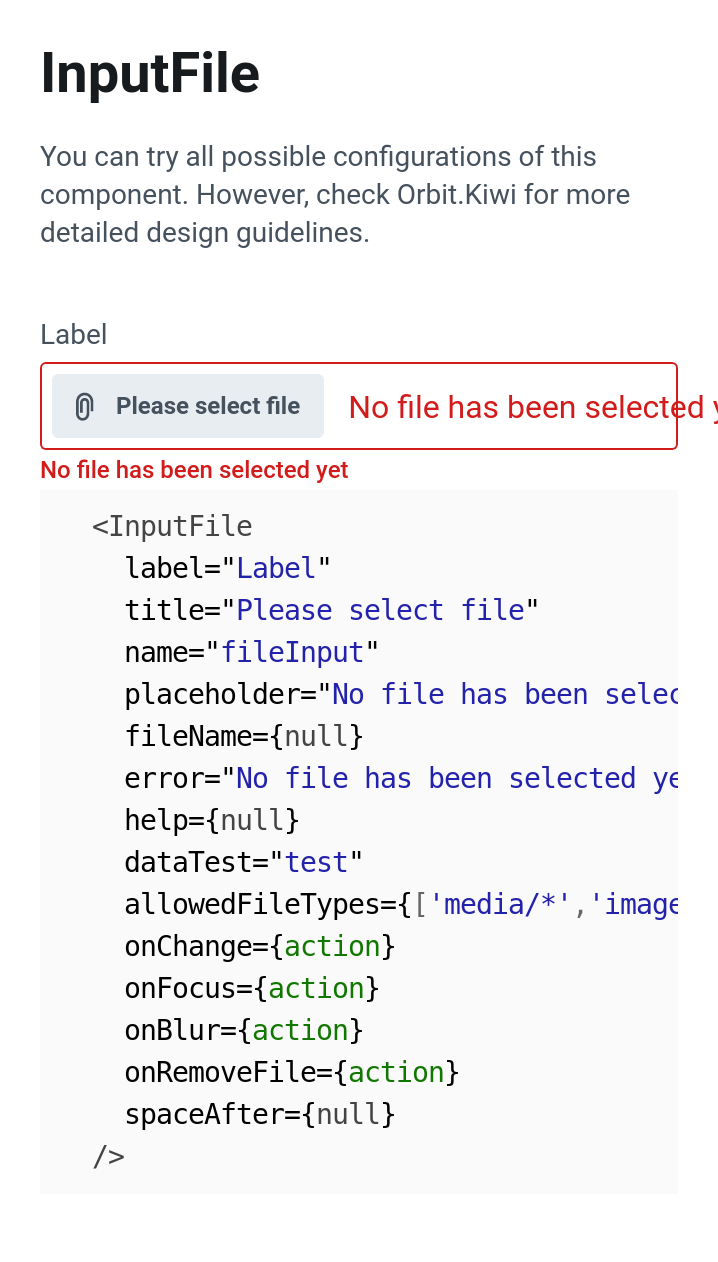 InputFile
You can try all possible configurations of this
component. However, check Orbit.Kiwi for more
detailed design guidelines.
Label
Please select file No file has been selected
No file has been selected yet
<InputFile
label="Label"
title="Please select file"
name="fileInput"
placeholder="No file has been selec
fileName={null}
error="No file has been selected ye
help={null}
dataTest="test"
allowedFileTypes={['media/*','image
onChange={action}
onFocus={action}
onBlur={action}
onRemoveFile={action}
spaceAfter={null}
/>